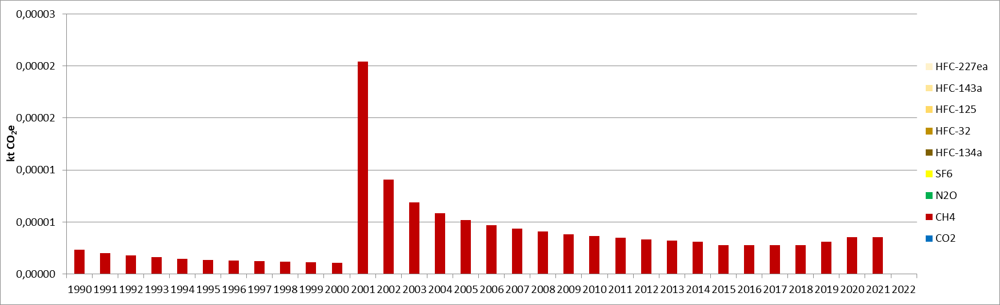 0,00003
0,00002
0,00002
0,00001
0,00001
0,00000
kt CO₂e
1990 1991 1992 1993 1994 1995 1996 1997 1998 1999 2000 2001 2002 2003 2004 2005 2006 2007 2008 2009 2010 2011 2012 2013 2014 2015 2016 2017 2018 2019 2020 2021 2022
HFC-227ea
HFC-143a
HFC-125
HFC-32
HFC-134a
SF6
N2O
CH4
CO2